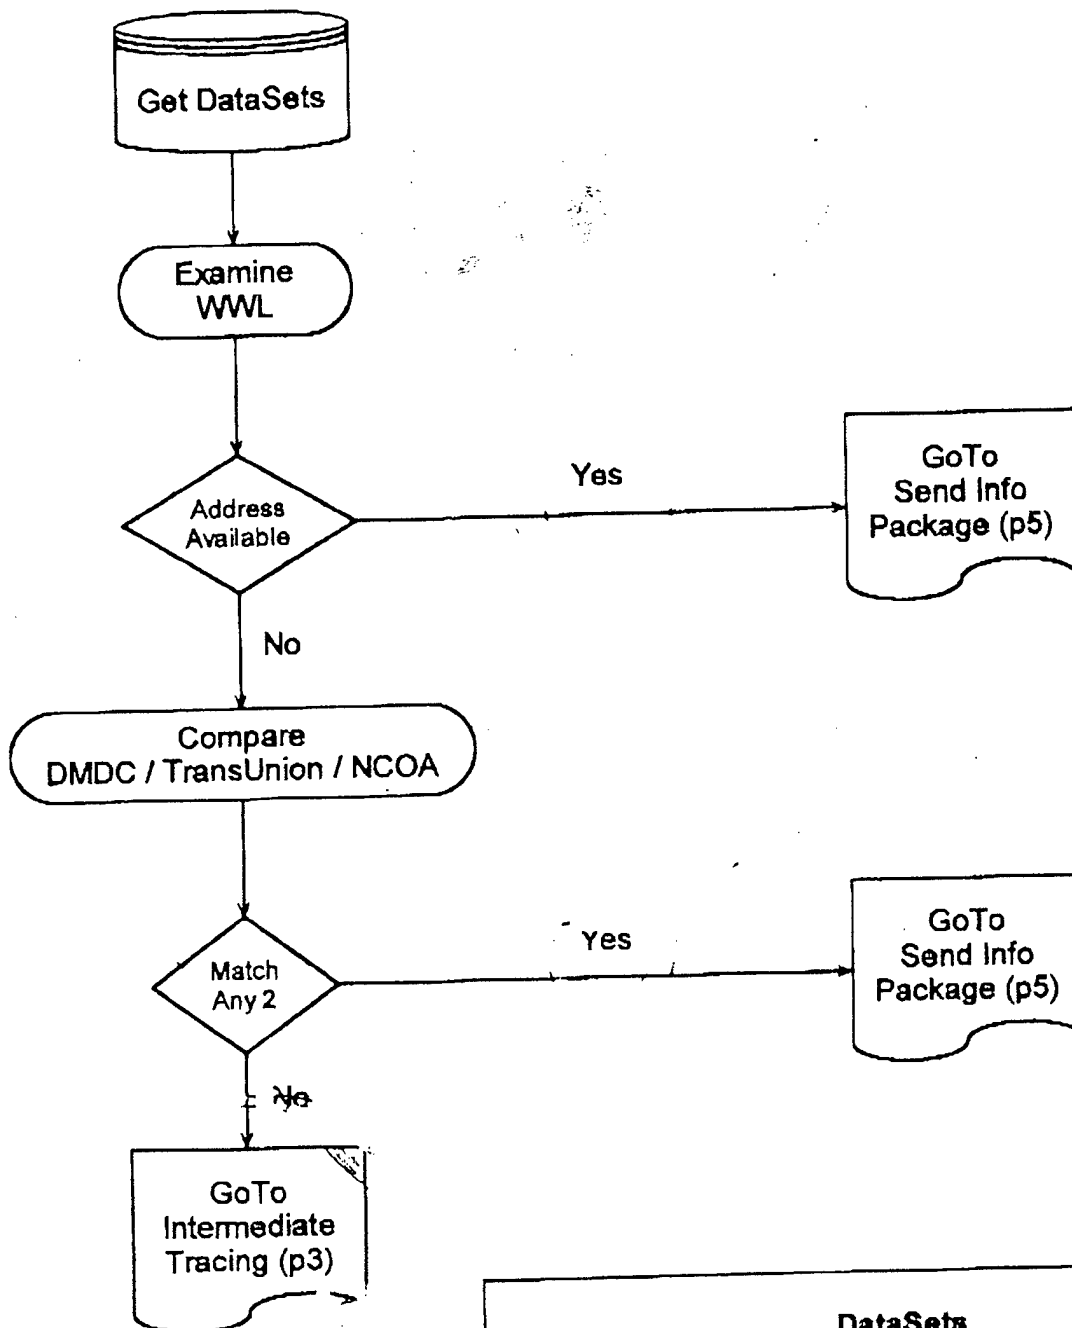 Get DataSets
Examine
WWL
Address
Available
Yes
GoTo
Send Info
Package (p5)
No
Compare
DMDC / TransUnion / NCOA
Match
Any 2
Yes
GoTo
Send Info
Package (p5)
No
GoTo
Intermediate
Tracing (p3)
DataSets